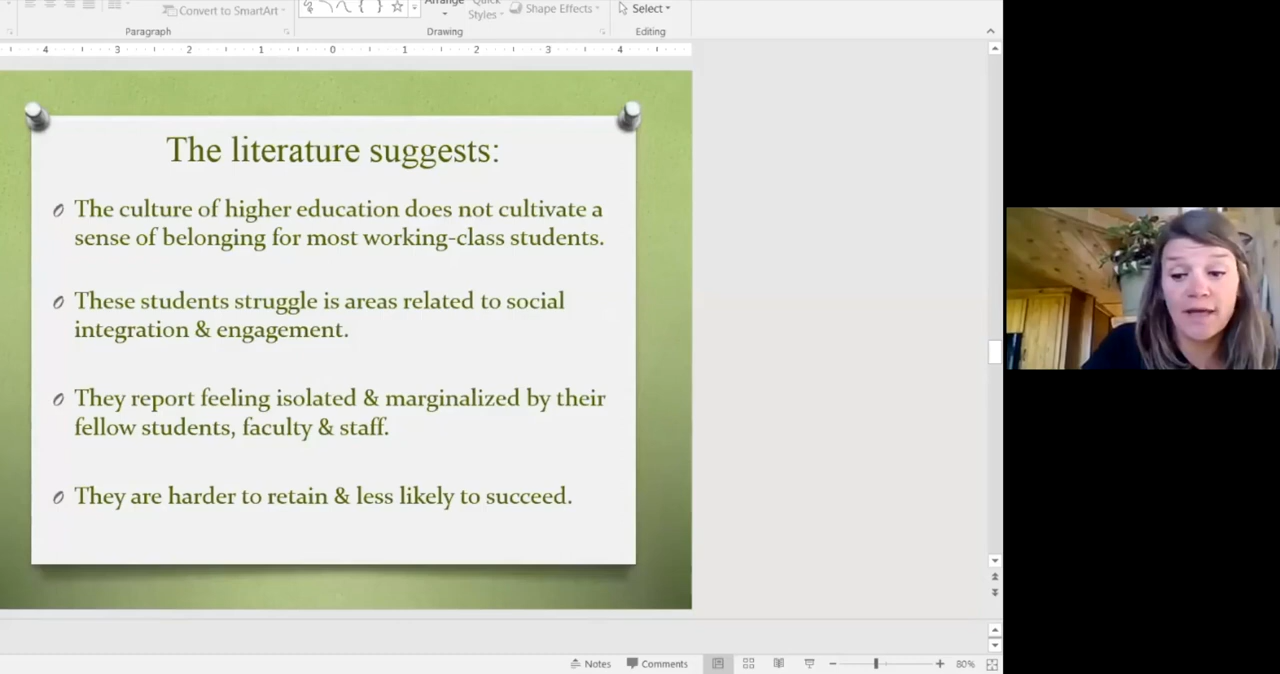 Convert to SmartArt
Arrange
Quick
Styles
Shape Effects
Select
Paragraph
Drawing
Editing
4 3 2 1 0 1 2 3 4
The literature suggests:
The culture of higher education does not cultivate a
sense of belonging for most working-class students.
These students struggle is areas related to social
integration & engagement.
They report feeling isolated & marginalized by their
fellow students, faculty & staff.
They are harder to retain & less likely to succeed.
Notes
Comments
80%